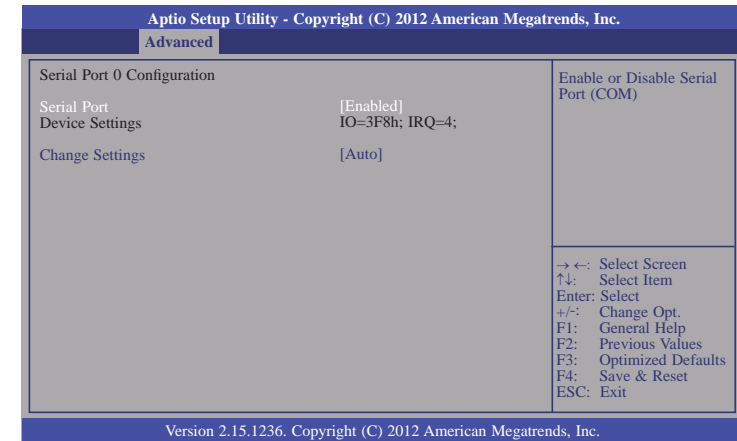 Aptio Setup Utility - Copyright (C) 2012 American Megatrends, Inc.
Advanced
Serial Port 0 Configuration
Serial Port [Enabled]
Device Settings IO=3F8h; IRQ=4;
Change Settings [Auto]
Enable or Disable Serial
Port (COM)
→ ←: Select Screen
↑↓: Select Item
Enter: Select
+/-: Change Opt.
F1: General Help
F2: Previous Values
F3: Optimized Defaults
F4: Save & Reset
ESC: Exit
Version 2.15.1236. Copyright (C) 2012 American Megatrends, Inc.